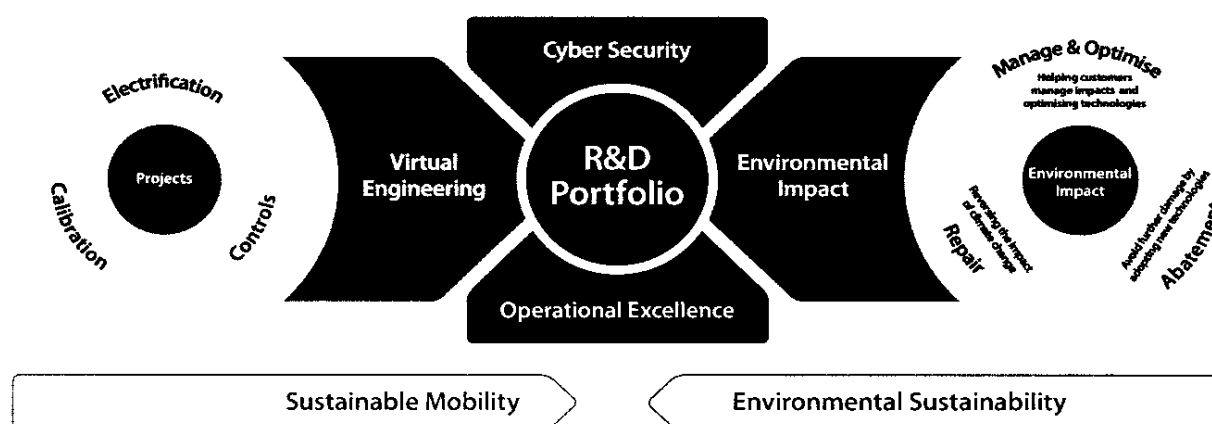 Cyber Security
Electrification
Projects
Calibration
Controls
Virtual
Engineering
R&D
Portfolio
Environmental
Impact
Operational Excellence
Manage & Optimise
Helping customers
manage impacts and
optimising technologies
Environmental
Impact
Reversing the impact
of climate change
Repair
Avoid further damage by
adopting new technologies
Abatement
Sustainable Mobility
Environmental Sustainability